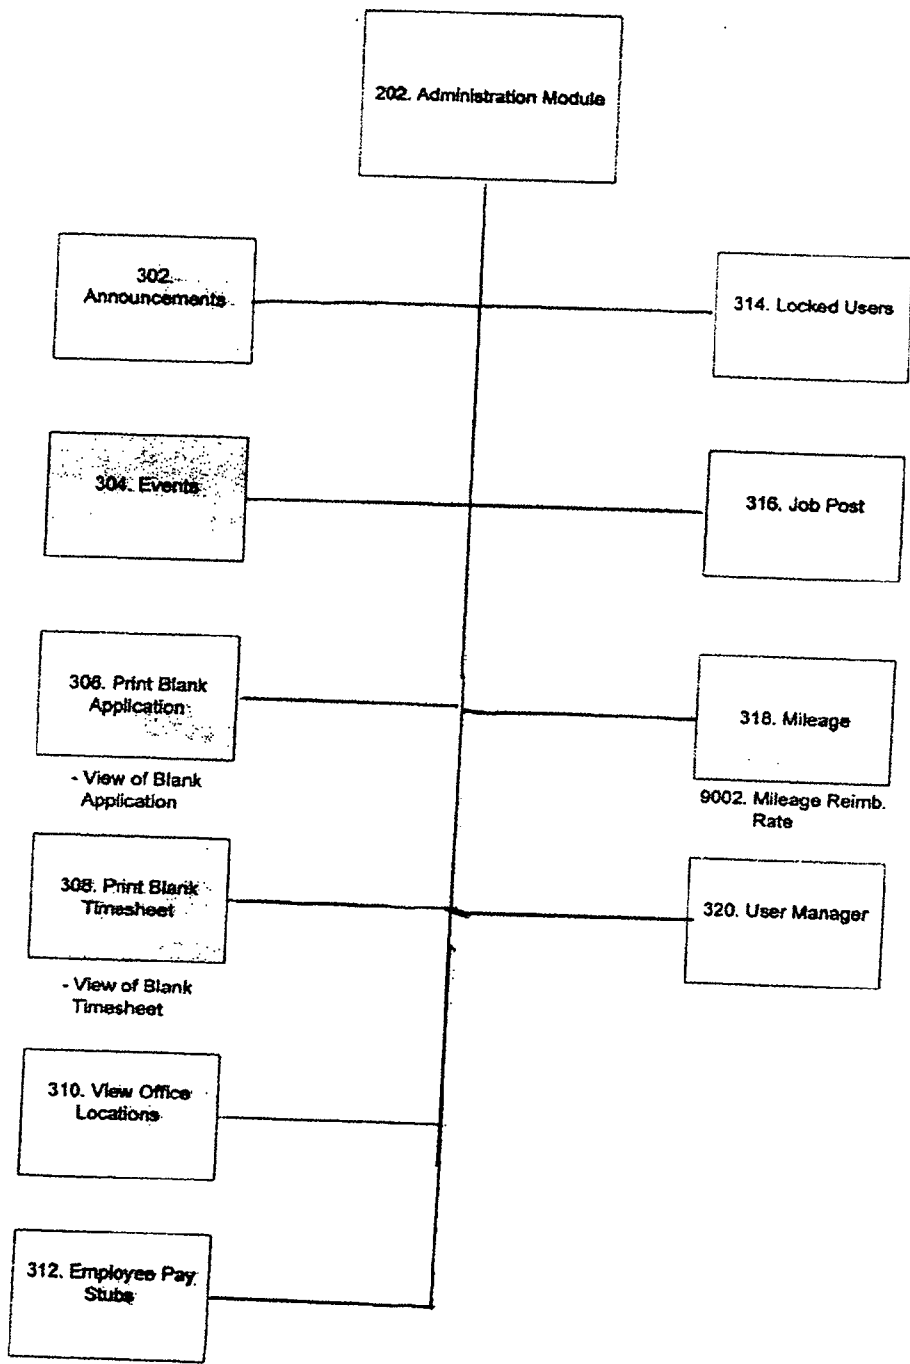 202. Administration Module
302.
Announcements
314. Locked Users
304. Events
316. Job Post
306. Print Blank
Application
- View of Blank
Application
318. Mileage
9002. Mileage Reimb.
Rate
308. Print Blank
Timesheet
- View of Blank
Timesheet
320. User Manager
310. View Office
Locations
312. Employee Pay
Stubs